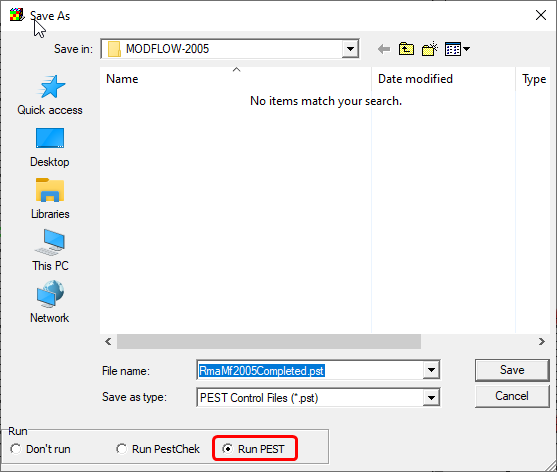 Save As
Save in:
MODFLOW-2005
Name
Date modified
Type
No items match your search.
Quick access
Desktop
Libraries
This PC
Network
File name:
RmaMf2005Completed.pst
Save
Save as type:
PEST Control Files (*.pst)
Cancel
Run
Don't run
Run PestChek
Run PEST